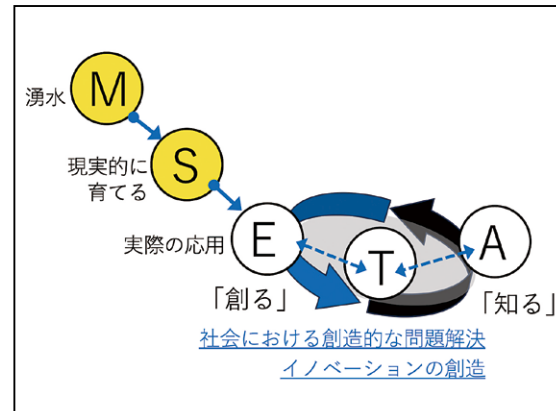 M
湧水
S
現実的に
育てる
実際の応用
E
T
A
「創る」
「知る」
社会における創造的な問題解決
イノベーションの創造